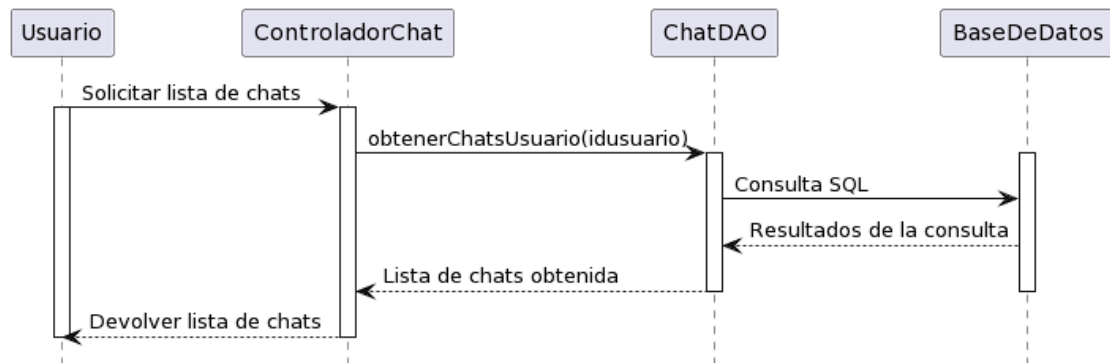 Usuario
ControladorChat
ChatDAO
BaseDeDatos
Solicitar lista de chats
obtenerChatsUsuario(idusuario)
Consulta SQL
Resultados de la consulta
Lista de chats obtenida
Devolver lista de chats